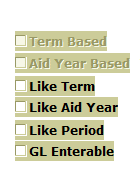 Term Based
Aid Year Based
Like Term
Like Aid Year
Like Period
GL Enterable